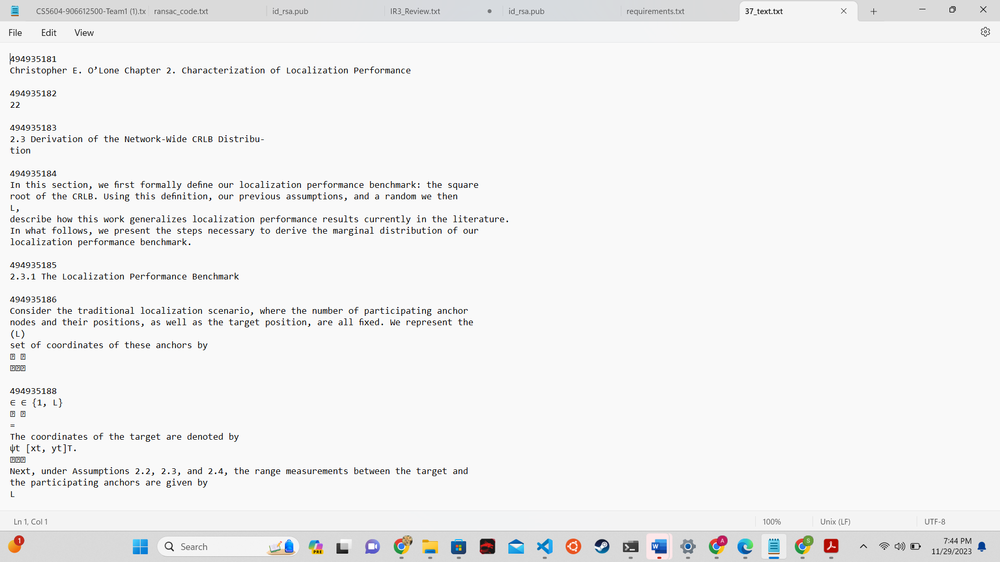 CS5604-906612500-Team1 (1).tx
ransac_code.txt
id_rsa.pub
IR3_Review.txt
id_rsa.pub
requirements.txt
37_text.txt
File Edit View
494935181
Christopher E. O’Lone Chapter 2. Characterization of Localization Performance
494935182
22
494935183
2.3 Derivation of the Network-Wide CRLB Distribu-
tion
494935184
In this section, we first formally define our localization performance benchmark: the square
root of the CRLB. Using this definition, our previous assumptions, and a random we then
L,
describe how this work generalizes localization performance results currently in the literature.
In what follows, we present the steps necessary to derive the marginal distribution of our
localization performance benchmark.
494935185
2.3.1 The Localization Performance Benchmark
494935186
Consider the traditional localization scenario, where the number of participating anchor
nodes and their positions, as well as the target position, are all fixed. We represent the
(L)
set of coordinates of these anchors by
494935188
∈ ∈ {1, L}
=
The coordinates of the target are denoted by
ψt [xt, yt]T.
Next, under Assumptions 2.2, 2.3, and 2.4, the range measurements between the target and
the participating anchors are given by
L
Ln 1, Col 1
100%
Unix (LF)
UTF-8
1
Search
PRE
W
A
S
7:44 PM
11/29/2023